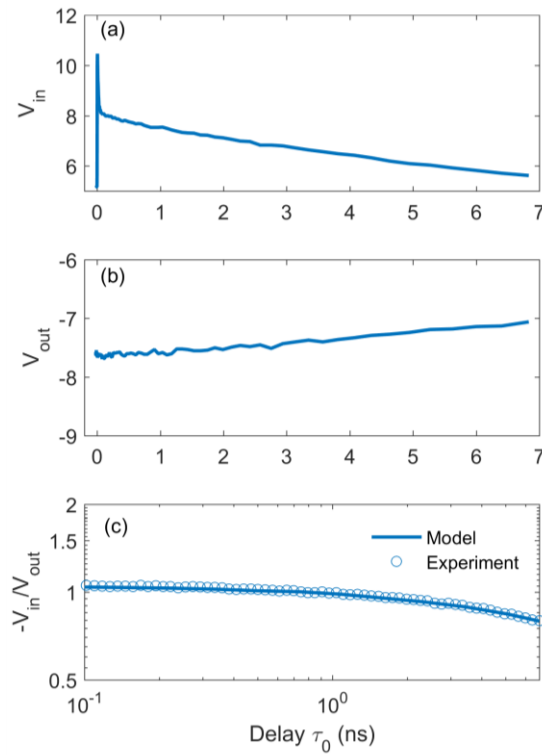 (a)
12
10
8
6
V_in
0 1 2 3 4 5 6 7
(b)
-6
-7
-8
-9
V_out
0 1 2 3 4 5 6 7
(c)
2
1.5
1
0.5
-V_in/V_out
Model
Experiment
10^-1 10^0
Delay τ_0 (ns)